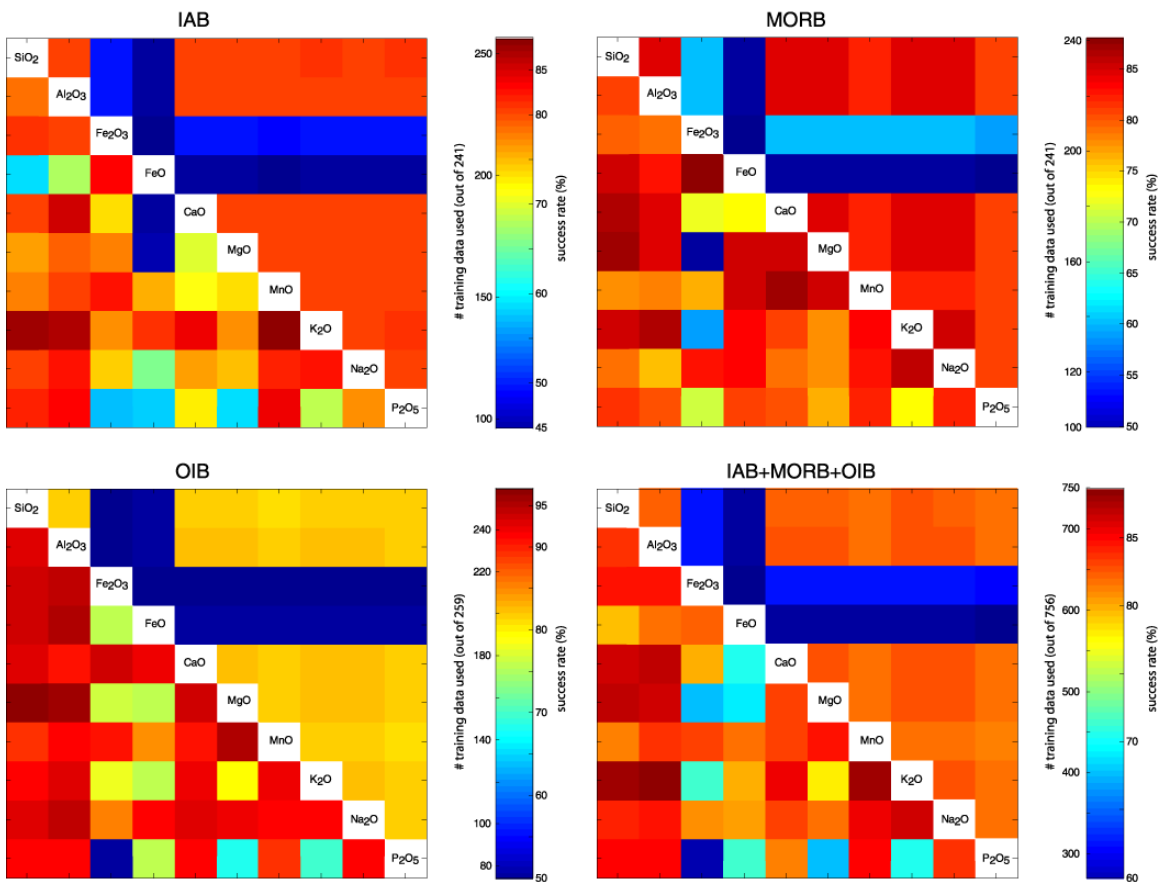 IAB
SiO2
Al2O3
Fe2O3
FeO
CaO
MgO
MnO
K2O
Na2O
P2O5
250
200
150
100
# training data used (out of 241)
85
80
75
70
65
60
55
50
45
success rate (%)
MORB
SiO2
Al2O3
Fe2O3
FeO
CaO
MgO
MnO
K2O
Na2O
P2O5
240
200
160
120
100
# training data used (out of 241)
85
80
75
70
65
60
55
50
success rate (%)
OIB
SiO2
Al2O3
Fe2O3
FeO
CaO
MgO
MnO
K2O
Na2O
P2O5
240
220
180
140
100
80
# training data used (out of 259)
95
90
80
70
60
50
success rate (%)
IAB+MORB+OIB
SiO2
Al2O3
Fe2O3
FeO
CaO
MgO
MnO
K2O
Na2O
P2O5
750
700
600
500
400
300
# training data used (out of 756)
85
80
70
60
success rate (%)